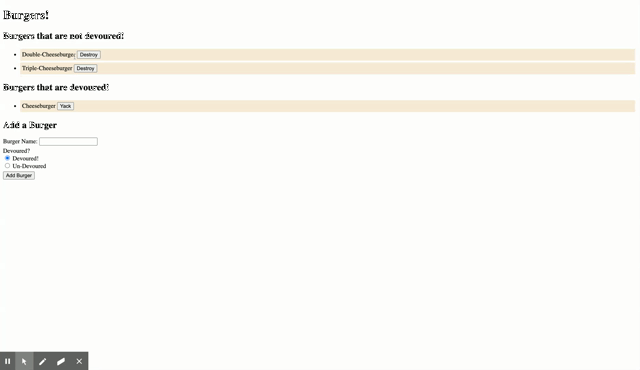 Burgers!
Burgers that are not devoured!
Double-Cheeseburger Destroy
Triple-Cheeseburger Destroy
Burgers that are devoured!
Cheeseburger Yack
Add a Burger
Burger Name:
Devoured?
Devoured!
Un-Devoured
Add Burger